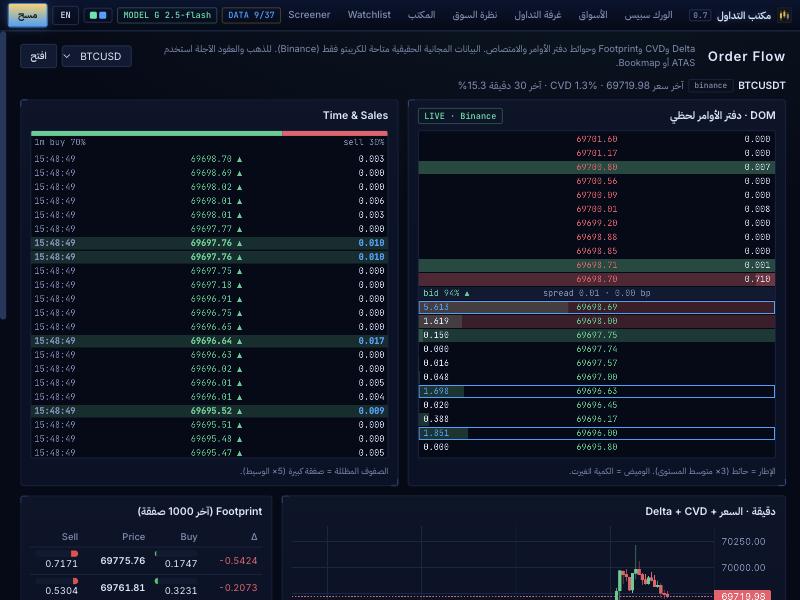 مكتب التداول 0.7 الورك سبيس الأسواق غرفة التداول نظرة السوق المكتب Watchlist Screener DATA 9/37 MODEL G 2.5-flash EN مسح
Order Flow
Delta وCVD وFootprint وحوائط دفتر الأوامر والامتصاص. البيانات المجانية الحقيقية متاحة للكريبتو فقط (Binance). للذهب والعقود الآجلة استخدم
ATAS أو Bookmap.
BTCUSD افتح
BTCUSDT binance آخر سعر 69719.98 · CVD 1.3% · آخر 30 دقيقة 15.3%
DOM · دفتر الأوامر لحظي
LIVE · Binance
69701.60 0.000
69701.17 0.000
69700.80 0.007
69700.56 0.000
69700.09 0.000
69700.01 0.008
69699.20 0.000
69698.88 0.000
69698.85 0.000
69698.71 0.001
69698.70 0.710
bid 94% ▲ spread 0.01 · 0.00 bp
5.613 69698.69
1.619 69698.00
0.150 69697.75
0.000 69697.74
0.016 69697.57
0.048 69697.00
1.698 69696.63
0.020 69696.45
0.388 69696.17
1.851 69696.00
0.000 69695.80
الإطار = حائط (3× متوسط المستوى). الوميض = الكمية اتغيرت.
Time & Sales
1m buy 70% sell 30%
15:48:49 69698.70 ▲ 0.003
15:48:49 69698.69 ▲ 0.000
15:48:49 69698.02 ▲ 0.000
15:48:49 69698.01 ▲ 0.006
15:48:49 69698.01 ▲ 0.003
15:48:49 69697.77 ▲ 0.000
15:48:49 69697.76 ▲ 0.010
15:48:49 69697.76 ▲ 0.010
15:48:49 69697.75 ▲ 0.000
15:48:49 69697.18 ▲ 0.000
15:48:49 69696.91 ▲ 0.000
15:48:49 69696.75 ▲ 0.000
15:48:49 69696.65 ▲ 0.000
15:48:49 69696.64 ▲ 0.017
15:48:49 69696.63 ▲ 0.000
15:48:49 69696.02 ▲ 0.000
15:48:49 69696.01 ▲ 0.005
15:48:49 69696.01 ▲ 0.004
15:48:49 69695.52 ▲ 0.009
15:48:49 69695.51 ▲ 0.000
15:48:49 69695.48 ▲ 0.000
15:48:49 69695.47 ▲ 0.005
الصفوف المظللة = صفقة كبيرة (5× الوسيط).
دقيقة · السعر + Delta + CVD
70250.00
70000.00
69719.98
Footprint (آخر 1000 صفقة)
Sell Price Buy Δ
0.7171 69775.76 0.1747 -0.5424
0.5304 69761.81 0.3231 -0.2073